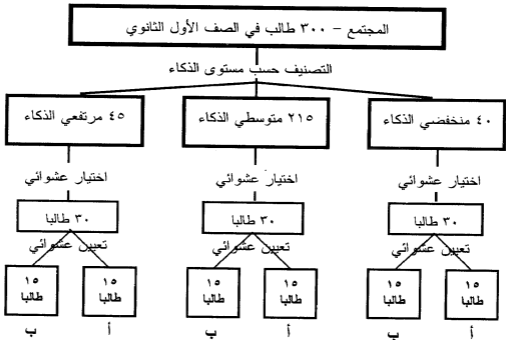 المجتمع - ٣٠٠ طالب في الصف الأول الثانوي
التصنيف حسب مستوى الذكاء
٤٠ منخفضي الذكاء
٢١٥ متوسطي الذكاء
٤٥ مرتفعي الذكاء
اختيار عشوائي
اختيار عشوائي
اختيار عشوائي
٣٠ طالبا
٣٠ طالبا
٣٠ طالبا
تعيين عشوائي
تعيين عشوائي
تعيين عشوائي
١٥ طالبا
١٥ طالبا
١٥ طالبا
١٥ طالبا
١٥ طالبا
١٥ طالبا
أ
ب
أ
ب
أ
ب